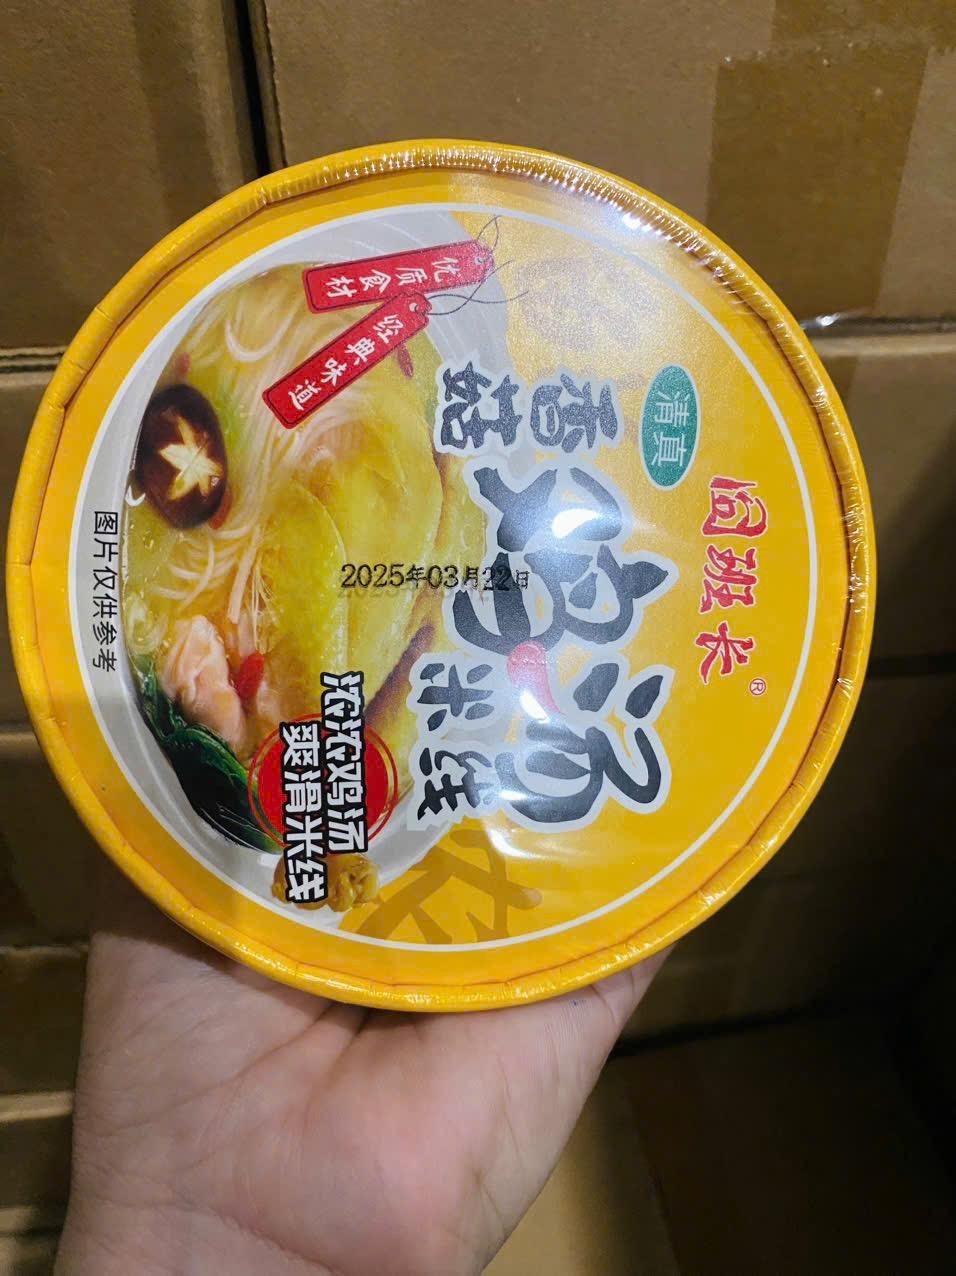 阎班长®
清真
香菇
鸡汤
米线
优质食材
经典味道
2025年03月22日
浓浓鸡汤
爽滑米线
图片仅供参考